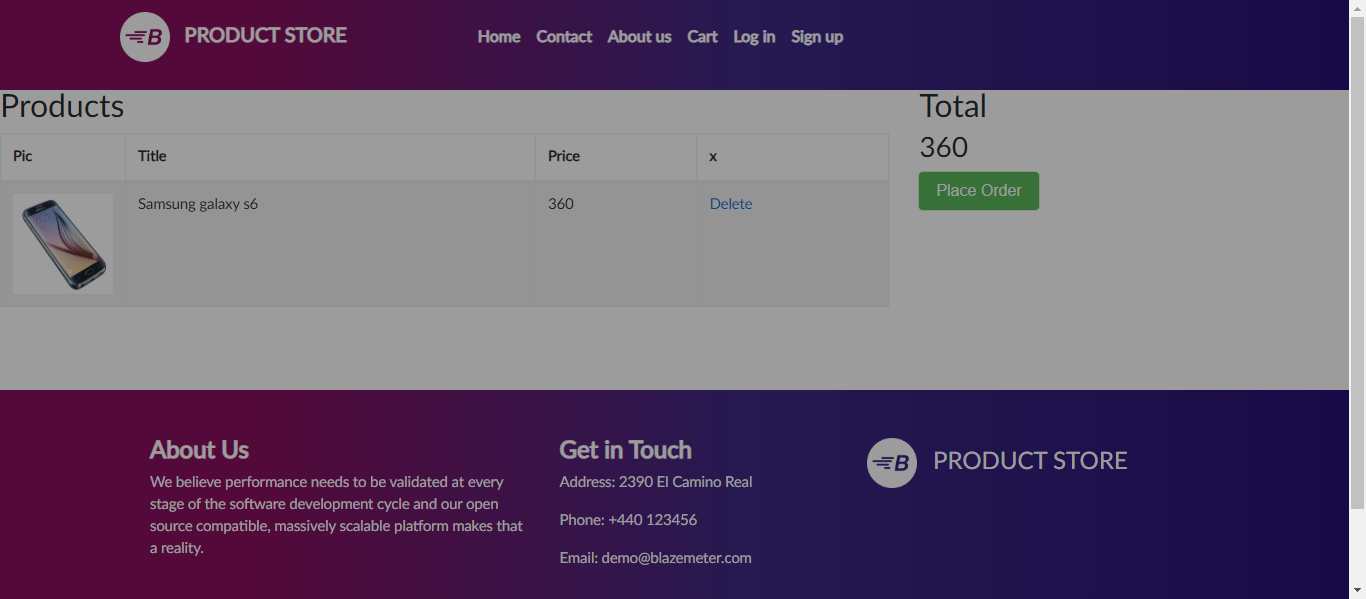 B PRODUCT STORE
Home Contact About us Cart Log in Sign up
Products
Pic Title Price x
Samsung galaxy s6 360 Delete
Total
360
Place Order
About Us
We believe performance needs to be validated at every
stage of the software development cycle and our open
source compatible, massively scalable platform makes that
a reality.
Get in Touch
Address: 2390 El Camino Real
Phone: +440 123456
Email: demo@blazemeter.com
B PRODUCT STORE